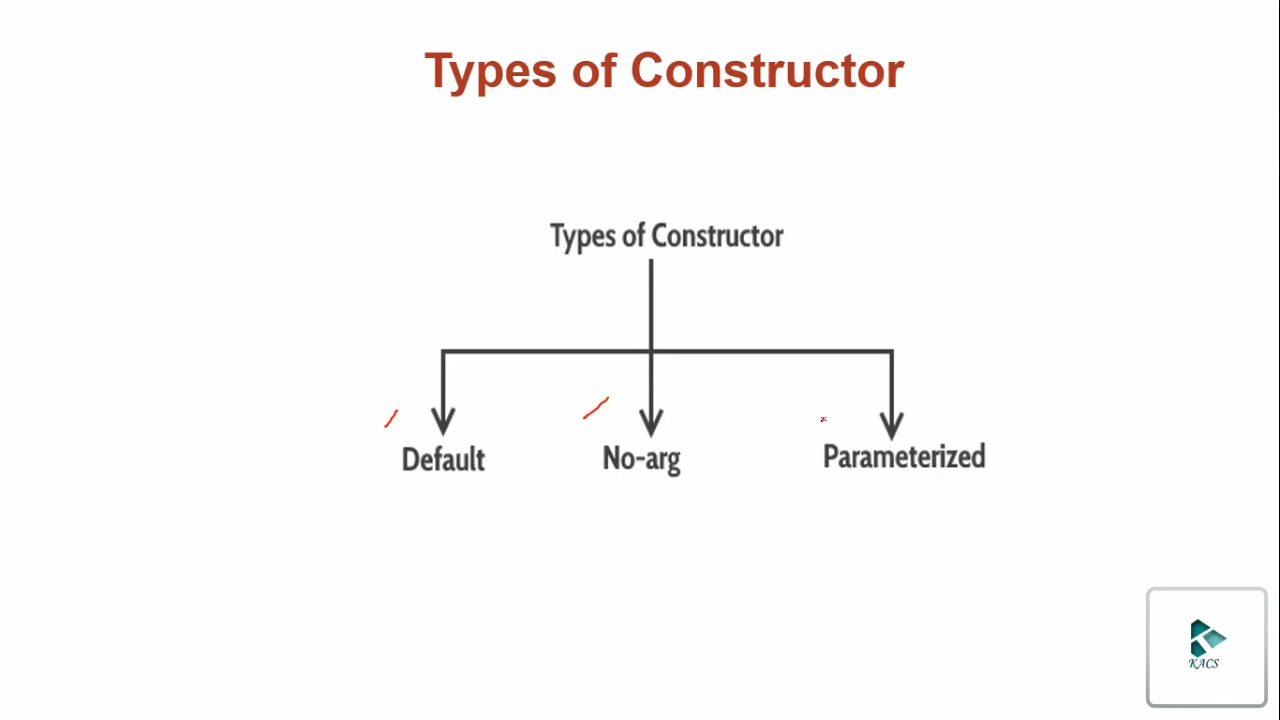 Types of Constructor
Types of Constructor
Default No-arg Parameterized
KACS